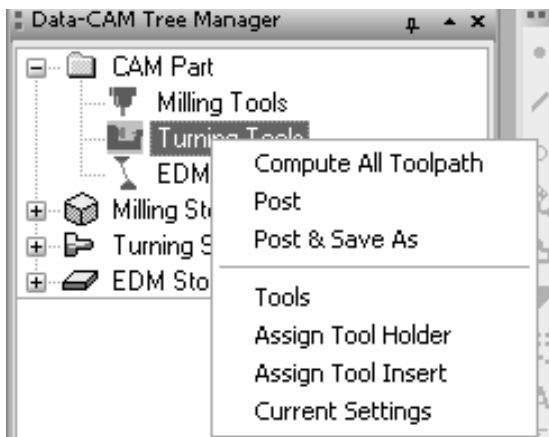 Data-CAM Tree Manager
CAM Part
Milling Tools
Turning Tools
EDM
Milling Sto
Turning S
EDM Sto
Compute All Toolpath
Post
Post & Save As
Tools
Assign Tool Holder
Assign Tool Insert
Current Settings